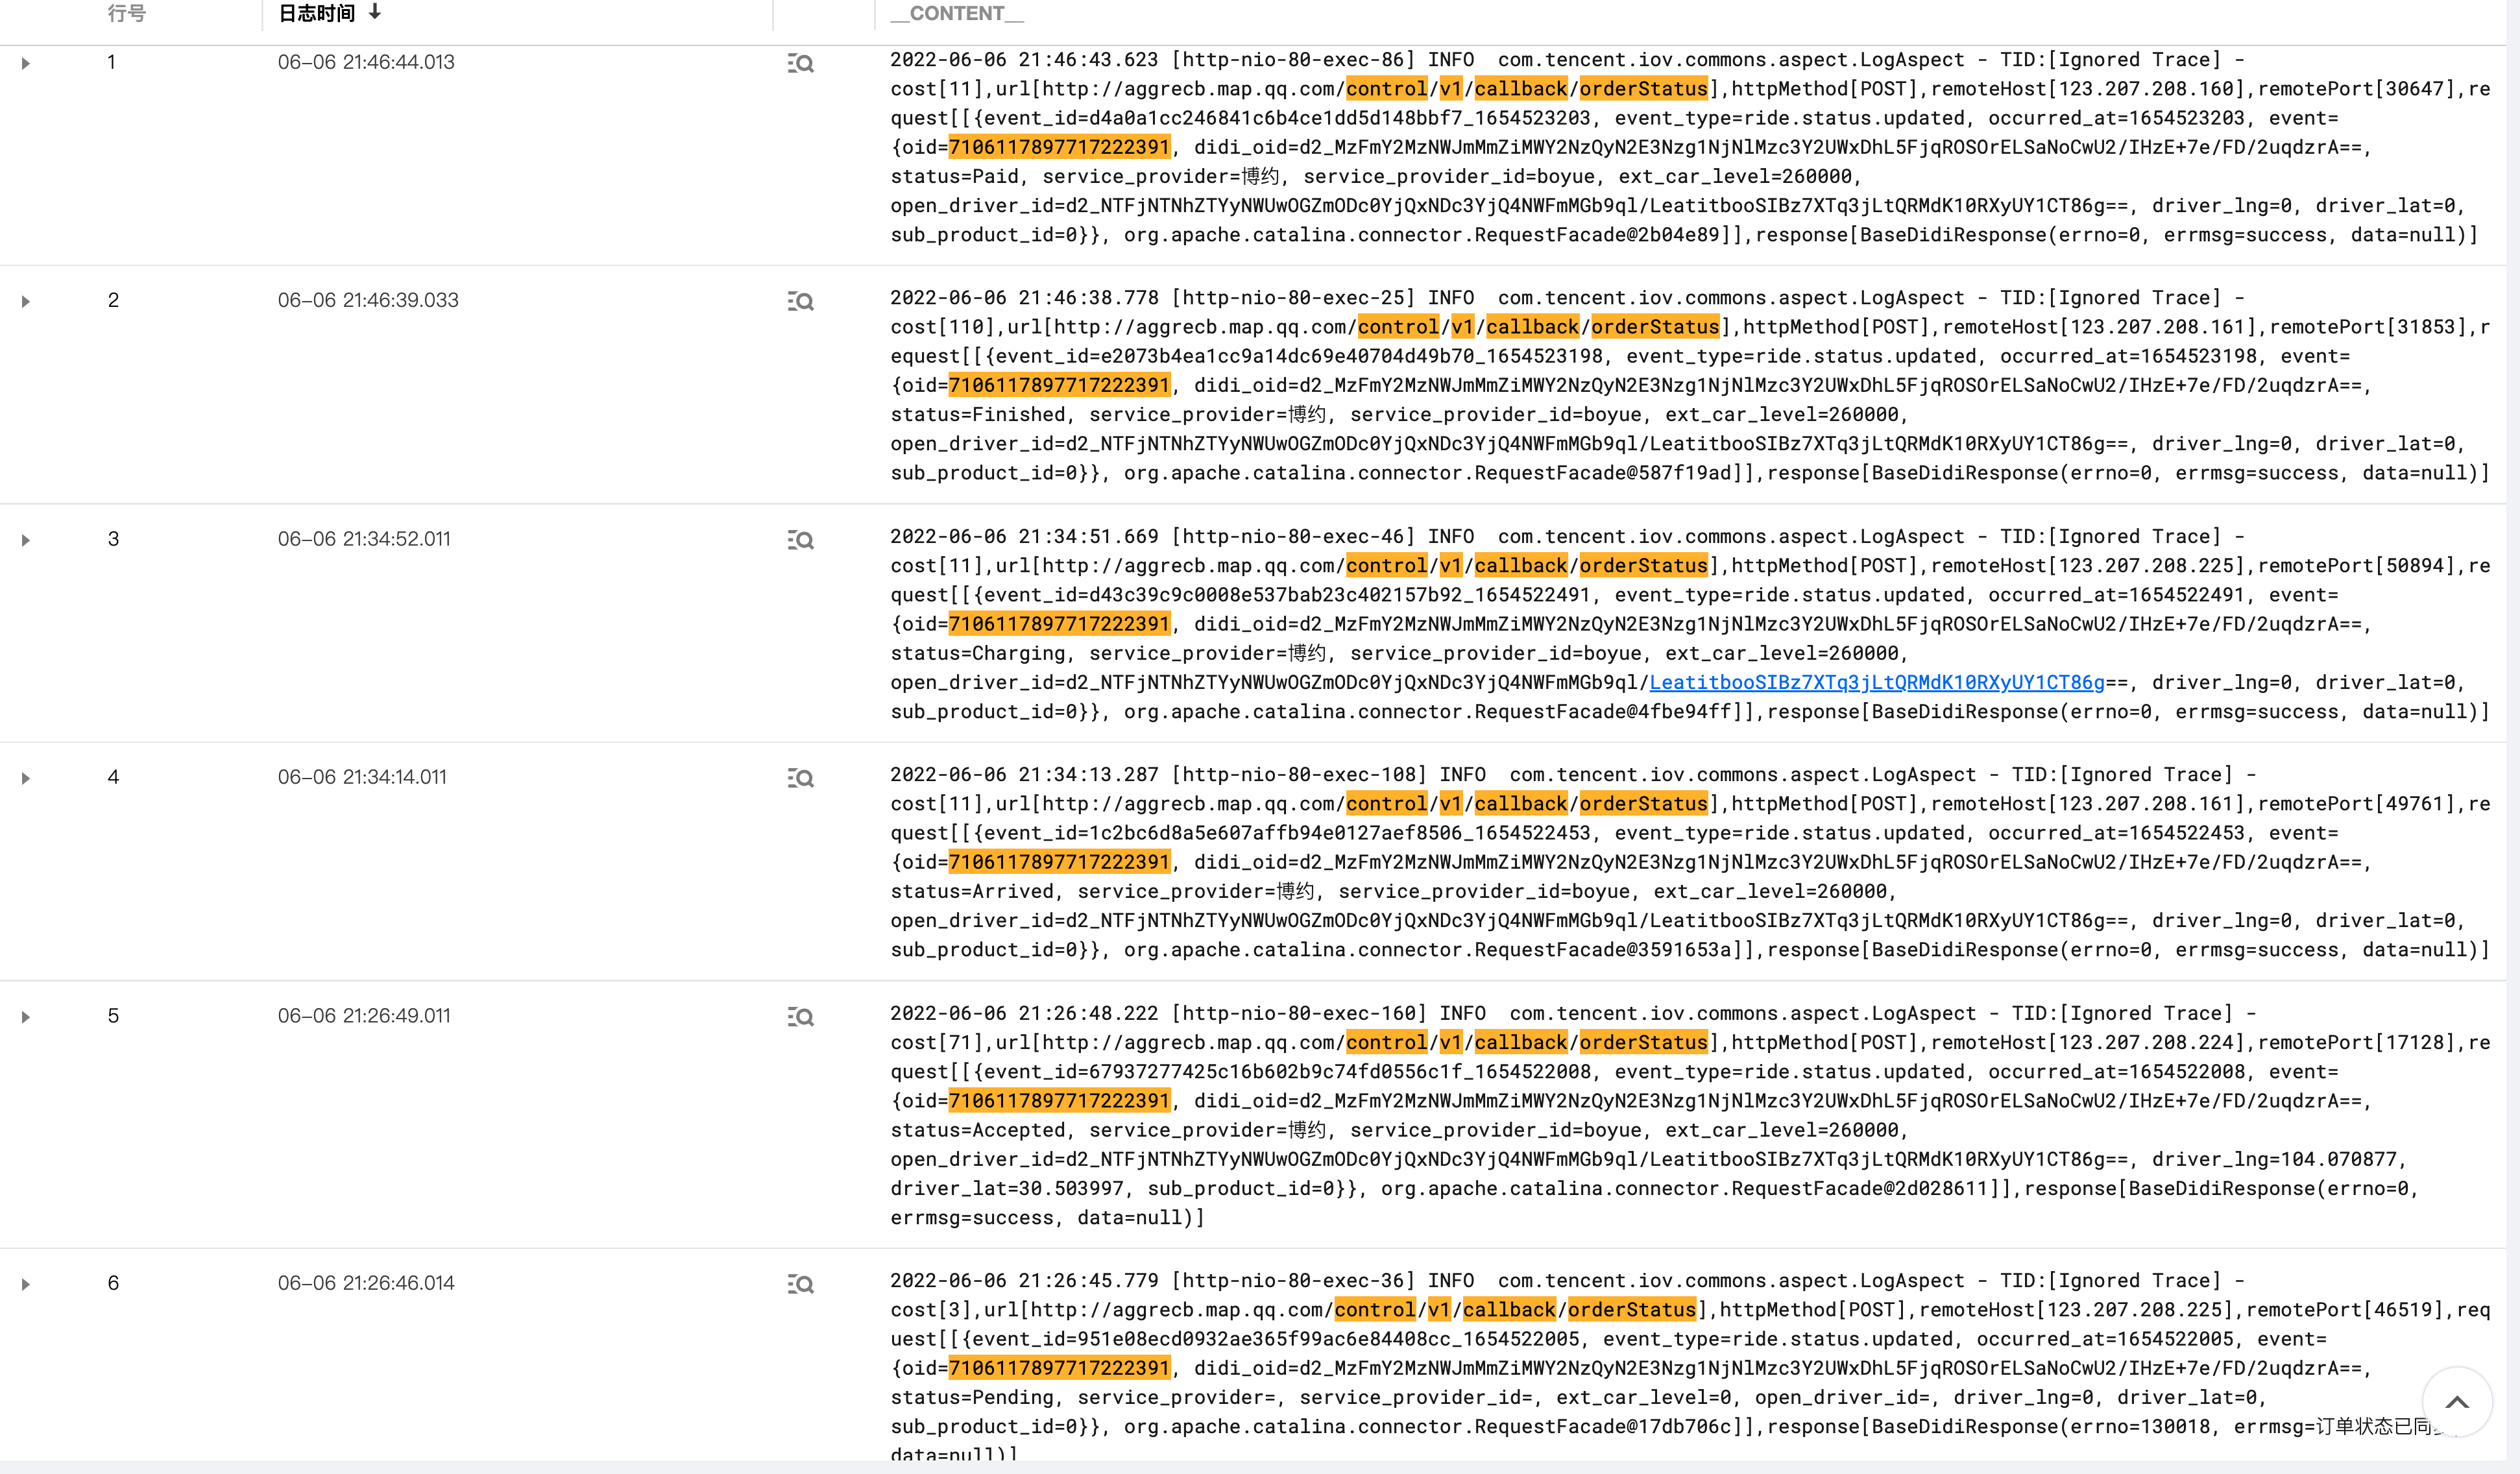 行号 日志时间 __CONTENT__
1 06-06 21:46:44.013 2022-06-06 21:46:43.623 [http-nio-80-exec-86] INFO  com.tencent.iov.commons.aspect.LogAspect - TID:[Ignored Trace] -
cost[11],url[http://aggrecb.map.qq.com/control/v1/callback/orderStatus],httpMethod[POST],remoteHost[123.207.208.160],remotePort[30647],re
quest[[{event_id=d4a0a1cc246841c6b4ce1dd5d148bbf7_1654523203, event_type=ride.status.updated, occurred_at=1654523203, event=
{oid=7106117897717222391, didi_oid=d2_MzFmY2MzNWJmMmZiMWY2NzQyN2E3Nzg1NjNlMzc3Y2UWxDhL5FjqROSOrELSaNoCwU2/IHzE+7e/FD/2uqdzrA==,
status=Paid, service_provider=博约, service_provider_id=boyue, ext_car_level=260000,
open_driver_id=d2_NTFjNTNhZTYyNWUwOGZmODc0YjQxNDc3YjQ4NWFmMGb9ql/LeatitbooSIBz7XTq3jLtQRMdK10RXyUY1CT86g==, driver_lng=0, driver_lat=0,
sub_product_id=0}}, org.apache.catalina.connector.RequestFacade@2b04e89]],response[BaseDidiResponse(errno=0, errmsg=success, data=null)]
2 06-06 21:46:39.033 2022-06-06 21:46:38.778 [http-nio-80-exec-25] INFO  com.tencent.iov.commons.aspect.LogAspect - TID:[Ignored Trace] -
cost[110],url[http://aggrecb.map.qq.com/control/v1/callback/orderStatus],httpMethod[POST],remoteHost[123.207.208.161],remotePort[31853],r
equest[[{event_id=e2073b4ea1cc9a14dc69e40704d49b70_1654523198, event_type=ride.status.updated, occurred_at=1654523198, event=
{oid=7106117897717222391, didi_oid=d2_MzFmY2MzNWJmMmZiMWY2NzQyN2E3Nzg1NjNlMzc3Y2UWxDhL5FjqROSOrELSaNoCwU2/IHzE+7e/FD/2uqdzrA==,
status=Finished, service_provider=博约, service_provider_id=boyue, ext_car_level=260000,
open_driver_id=d2_NTFjNTNhZTYyNWUwOGZmODc0YjQxNDc3YjQ4NWFmMGb9ql/LeatitbooSIBz7XTq3jLtQRMdK10RXyUY1CT86g==, driver_lng=0, driver_lat=0,
sub_product_id=0}}, org.apache.catalina.connector.RequestFacade@587f19ad]],response[BaseDidiResponse(errno=0, errmsg=success, data=null)]
3 06-06 21:34:52.011 2022-06-06 21:34:51.669 [http-nio-80-exec-46] INFO  com.tencent.iov.commons.aspect.LogAspect - TID:[Ignored Trace] -
cost[11],url[http://aggrecb.map.qq.com/control/v1/callback/orderStatus],httpMethod[POST],remoteHost[123.207.208.225],remotePort[50894],re
quest[[{event_id=d43c39c9c0008e537bab23c402157b92_1654522491, event_type=ride.status.updated, occurred_at=1654522491, event=
{oid=7106117897717222391, didi_oid=d2_MzFmY2MzNWJmMmZiMWY2NzQyN2E3Nzg1NjNlMzc3Y2UWxDhL5FjqROSOrELSaNoCwU2/IHzE+7e/FD/2uqdzrA==,
status=Charging, service_provider=博约, service_provider_id=boyue, ext_car_level=260000,
open_driver_id=d2_NTFjNTNhZTYyNWUwOGZmODc0YjQxNDc3YjQ4NWFmMGb9ql/LeatitbooSIBz7XTq3jLtQRMdK10RXyUY1CT86g==, driver_lng=0, driver_lat=0,
sub_product_id=0}}, org.apache.catalina.connector.RequestFacade@4fbe94ff]],response[BaseDidiResponse(errno=0, errmsg=success, data=null)]
4 06-06 21:34:14.011 2022-06-06 21:34:13.287 [http-nio-80-exec-108] INFO  com.tencent.iov.commons.aspect.LogAspect - TID:[Ignored Trace] -
cost[11],url[http://aggrecb.map.qq.com/control/v1/callback/orderStatus],httpMethod[POST],remoteHost[123.207.208.161],remotePort[49761],re
quest[[{event_id=1c2bc6d8a5e607affb94e0127aef8506_1654522453, event_type=ride.status.updated, occurred_at=1654522453, event=
{oid=7106117897717222391, didi_oid=d2_MzFmY2MzNWJmMmZiMWY2NzQyN2E3Nzg1NjNlMzc3Y2UWxDhL5FjqROSOrELSaNoCwU2/IHzE+7e/FD/2uqdzrA==,
status=Arrived, service_provider=博约, service_provider_id=boyue, ext_car_level=260000,
open_driver_id=d2_NTFjNTNhZTYyNWUwOGZmODc0YjQxNDc3YjQ4NWFmMGb9ql/LeatitbooSIBz7XTq3jLtQRMdK10RXyUY1CT86g==, driver_lng=0, driver_lat=0,
sub_product_id=0}}, org.apache.catalina.connector.RequestFacade@3591653a]],response[BaseDidiResponse(errno=0, errmsg=success, data=null)]
5 06-06 21:26:49.011 2022-06-06 21:26:48.222 [http-nio-80-exec-160] INFO  com.tencent.iov.commons.aspect.LogAspect - TID:[Ignored Trace] -
cost[71],url[http://aggrecb.map.qq.com/control/v1/callback/orderStatus],httpMethod[POST],remoteHost[123.207.208.224],remotePort[17128],re
quest[[{event_id=67937277425c16b602b9c74fd0556c1f_1654522008, event_type=ride.status.updated, occurred_at=1654522008, event=
{oid=7106117897717222391, didi_oid=d2_MzFmY2MzNWJmMmZiMWY2NzQyN2E3Nzg1NjNlMzc3Y2UWxDhL5FjqROSOrELSaNoCwU2/IHzE+7e/FD/2uqdzrA==,
status=Accepted, service_provider=博约, service_provider_id=boyue, ext_car_level=260000,
open_driver_id=d2_NTFjNTNhZTYyNWUwOGZmODc0YjQxNDc3YjQ4NWFmMGb9ql/LeatitbooSIBz7XTq3jLtQRMdK10RXyUY1CT86g==, driver_lng=104.070877,
driver_lat=30.503997, sub_product_id=0}}, org.apache.catalina.connector.RequestFacade@2d028611]],response[BaseDidiResponse(errno=0,
errmsg=success, data=null)]
6 06-06 21:26:46.014 2022-06-06 21:26:45.779 [http-nio-80-exec-36] INFO  com.tencent.iov.commons.aspect.LogAspect - TID:[Ignored Trace] -
cost[3],url[http://aggrecb.map.qq.com/control/v1/callback/orderStatus],httpMethod[POST],remoteHost[123.207.208.225],remotePort[46519],req
uest[[{event_id=951e08ecd0932ae365f99ac6e84408cc_1654522005, event_type=ride.status.updated, occurred_at=1654522005, event=
{oid=7106117897717222391, didi_oid=d2_MzFmY2MzNWJmMmZiMWY2NzQyN2E3Nzg1NjNlMzc3Y2UWxDhL5FjqROSOrELSaNoCwU2/IHzE+7e/FD/2uqdzrA==,
status=Pending, service_provider=, service_provider_id=, ext_car_level=0, open_driver_id=, driver_lng=0, driver_lat=0,
sub_product_id=0}}, org.apache.catalina.connector.RequestFacade@17db706c]],response[BaseDidiResponse(errno=130018, errmsg=订单状态已同
data=null)]